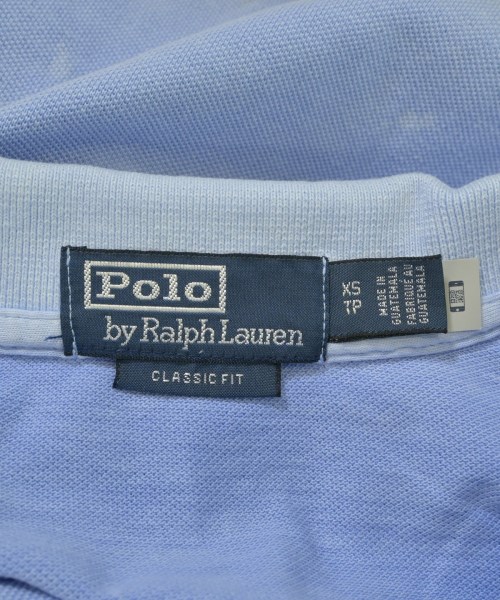 Polo
by Ralph Lauren
CLASSIC FIT
XS
TP
MADE IN
GUATEMALA
FABRIQUÉ AU
GUATEMALA